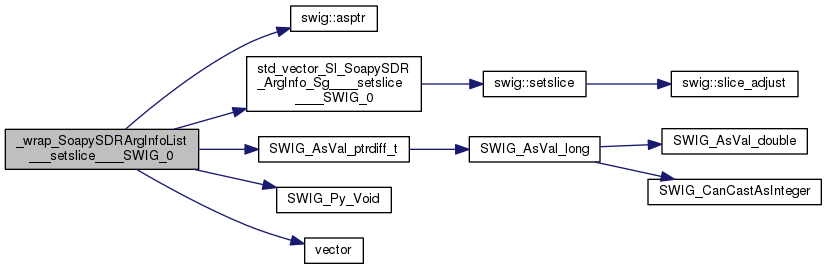 _wrap_SoapySDRArgInfoList
___setslice____SWIG_0
swig::asptr
std_vector_Sl_SoapySDR
_ArgInfo_Sg____setslice
____SWIG_0
swig::setslice
swig::slice_adjust
SWIG_AsVal_ptrdiff_t
SWIG_AsVal_long
SWIG_AsVal_double
SWIG_CanCastAsInteger
SWIG_Py_Void
vector